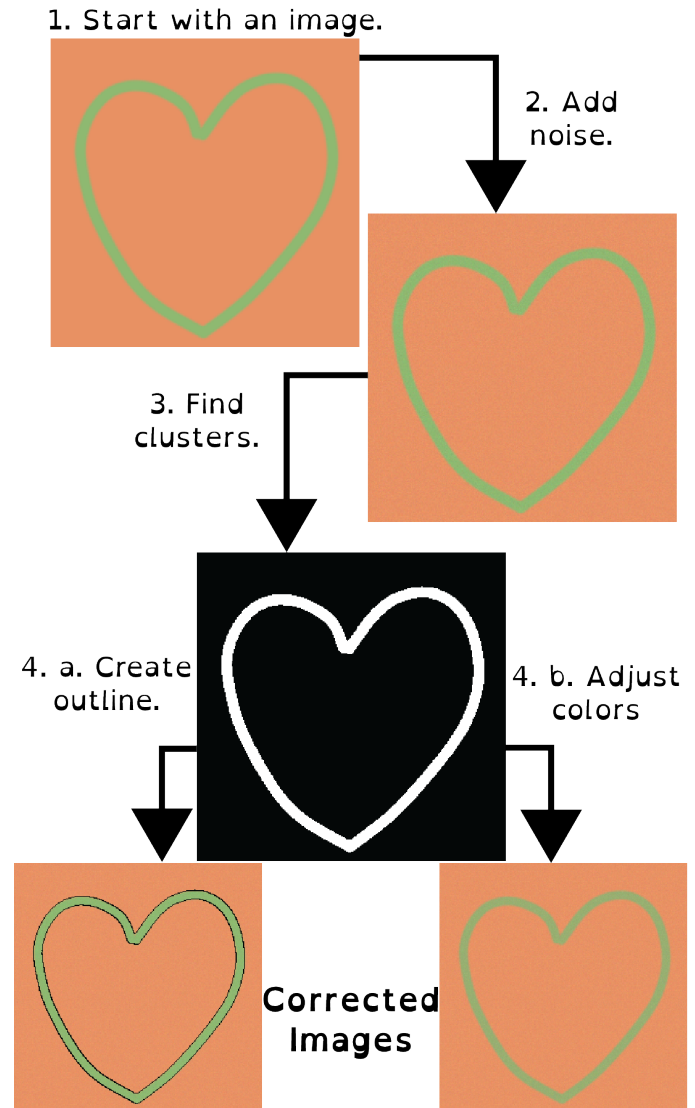 1. Start with an image.
2. Add
noise.
3. Find
clusters.
4. a. Create
outline.
4. b. Adjust
colors
Corrected
Images